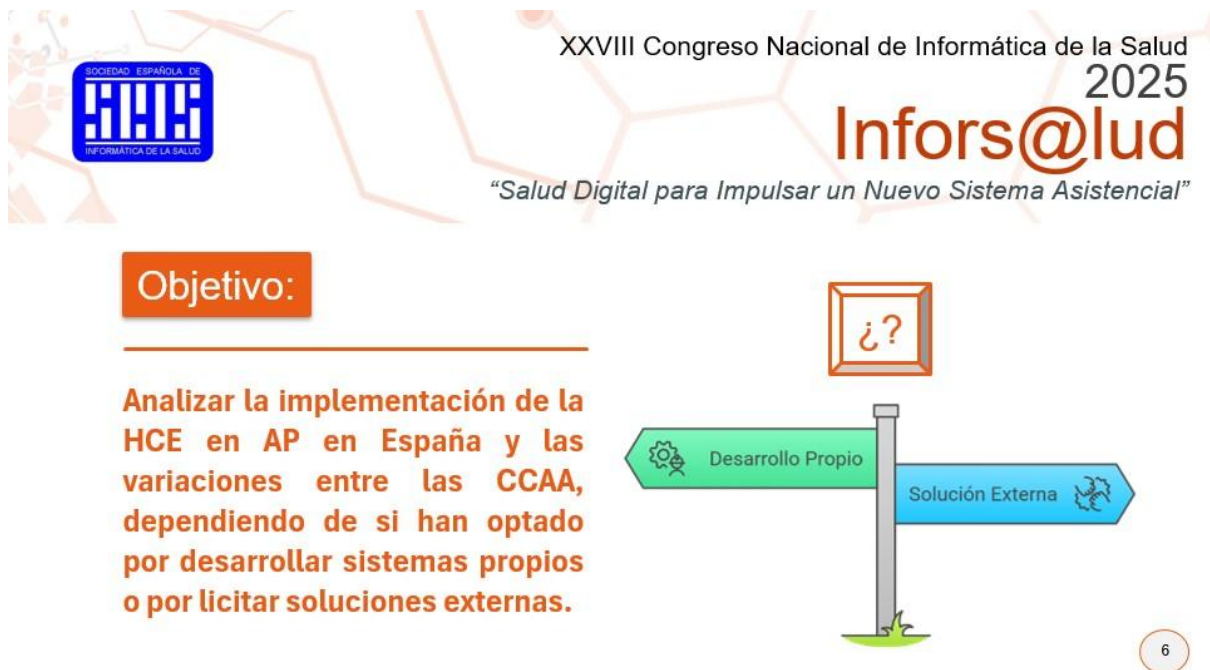 SOCIEDAD ESPAÑOLA DE
SEIS
INFORMÁTICA DE LA SALUD
XXVIII Congreso Nacional de Informática de la Salud
2025
Infors@lud
“Salud Digital para Impulsar un Nuevo Sistema Asistencial”
Objetivo:
Analizar la implementación de la
HCE en AP en España y las
variaciones entre las CCAA,
dependiendo de si han optado
por desarrollar sistemas propios
o por licitar soluciones externas.
¿?
Desarrollo Propio
Solución Externa
6